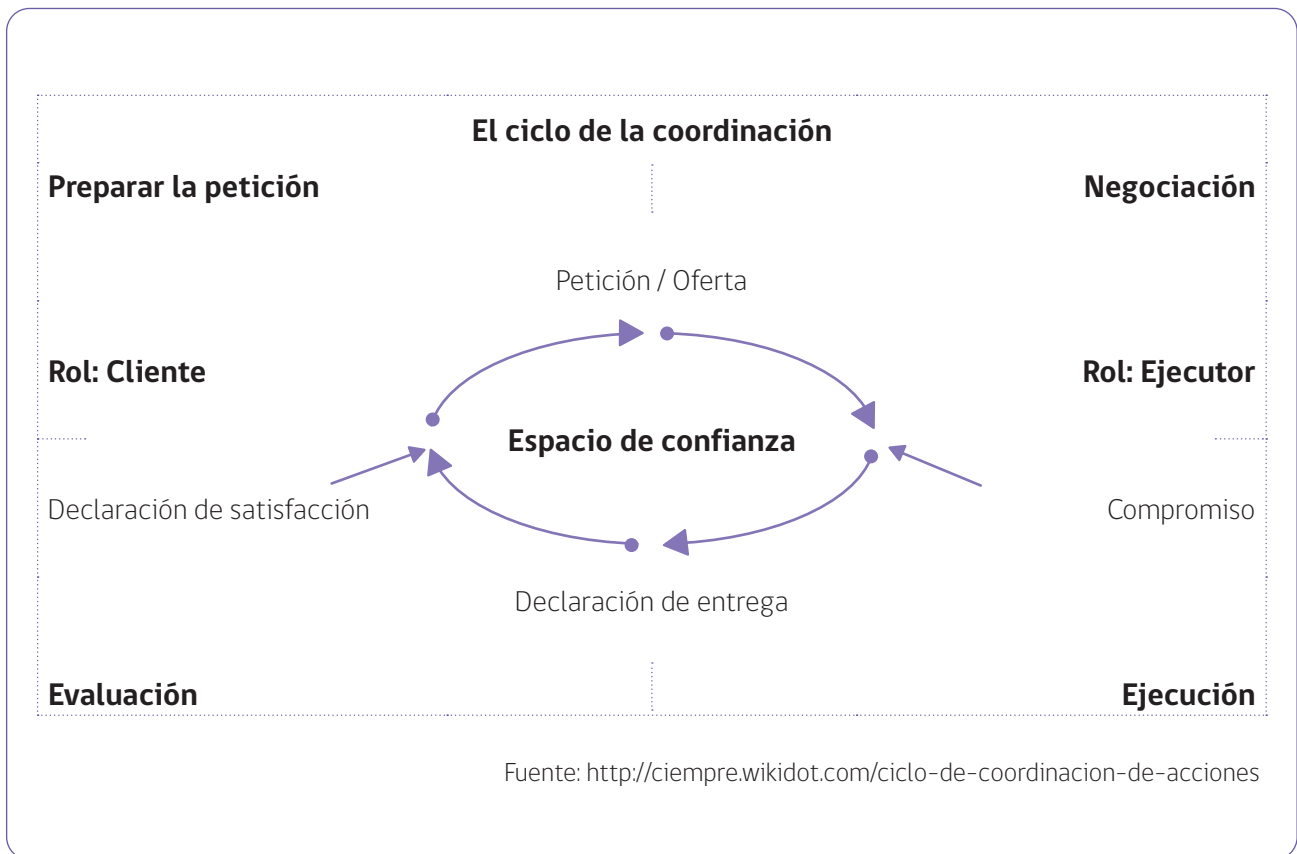 El ciclo de la coordinación
Preparar la petición
Negociación
Petición / Oferta
Rol: Cliente
Rol: Ejecutor
Espacio de confianza
Declaración de satisfacción
Compromiso
Declaración de entrega
Evaluación
Ejecución
Fuente: http://ciempre.wikidot.com/ciclo-de-coordinacion-de-acciones